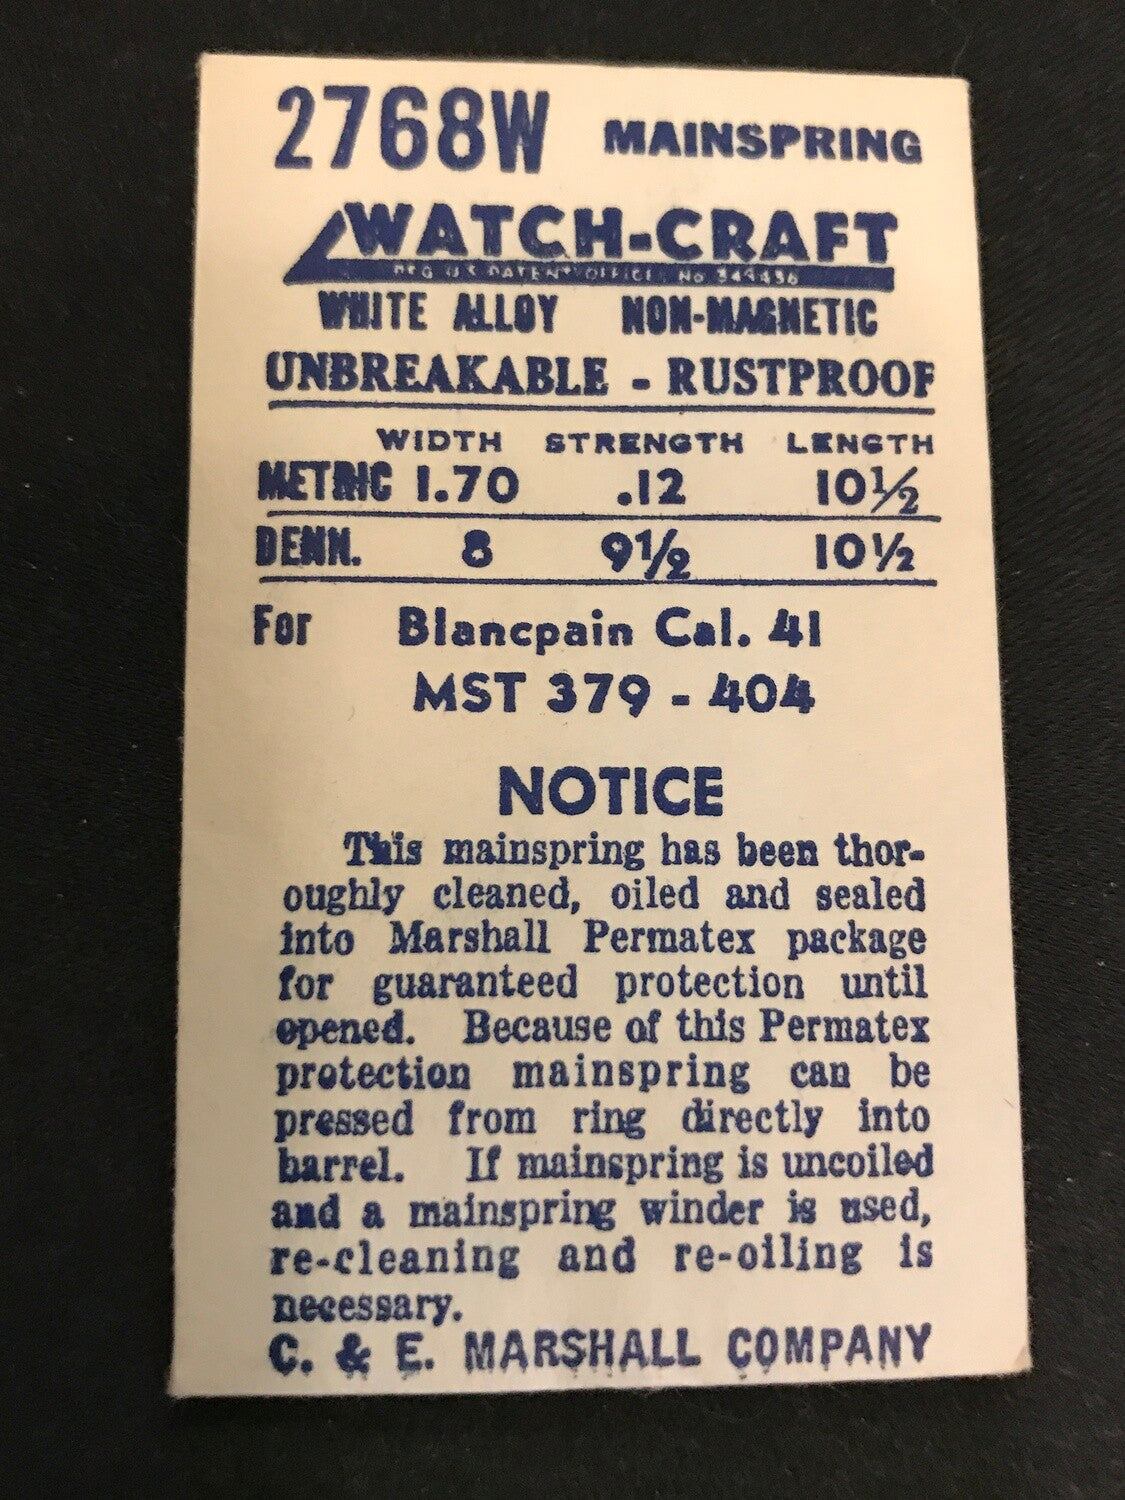 2768W MAINSPRING
WATCH-CRAFT
REG. U.S. PATENT OFFICE No.
WHITE ALLOY NON-MAGNETIC
UNBREAKABLE - RUSTPROOF
WIDTH STRENGTH LENGTH
METRIC 1.70 .12 10½
DENN. 8 9½ 10½
For Blancpain Cal. 41
MST 379 - 404
NOTICE
This mainspring has been thor-
oughly cleaned, oiled and sealed
into Marshall Permatex package
for guaranteed protection until
opened. Because of this Permatex
protection mainspring can be
pressed from ring directly into
barrel. If mainspring is uncoiled
and a mainspring winder is used,
re-cleaning and re-oiling is
necessary.
C. & E. MARSHALL COMPANY